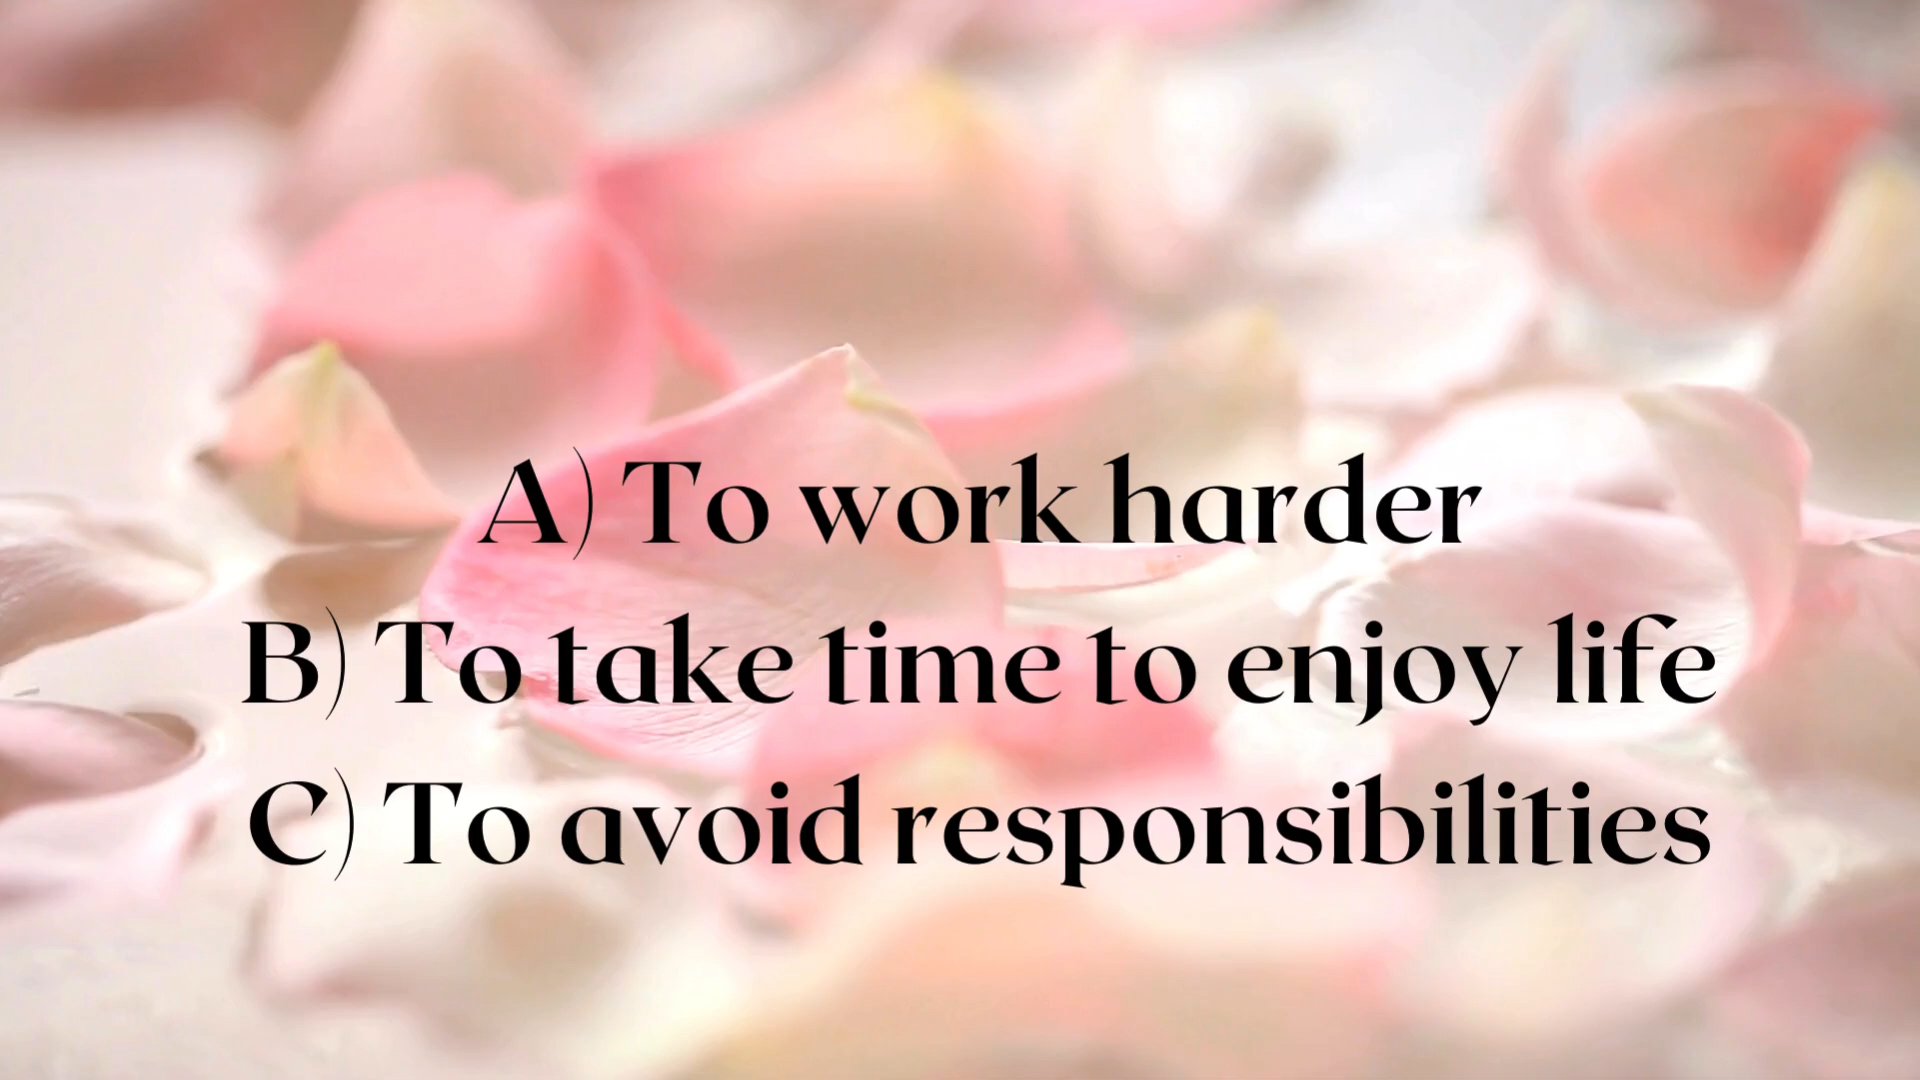 A) To work harder
B) To take time to enjoy life
C) To avoid responsibilities